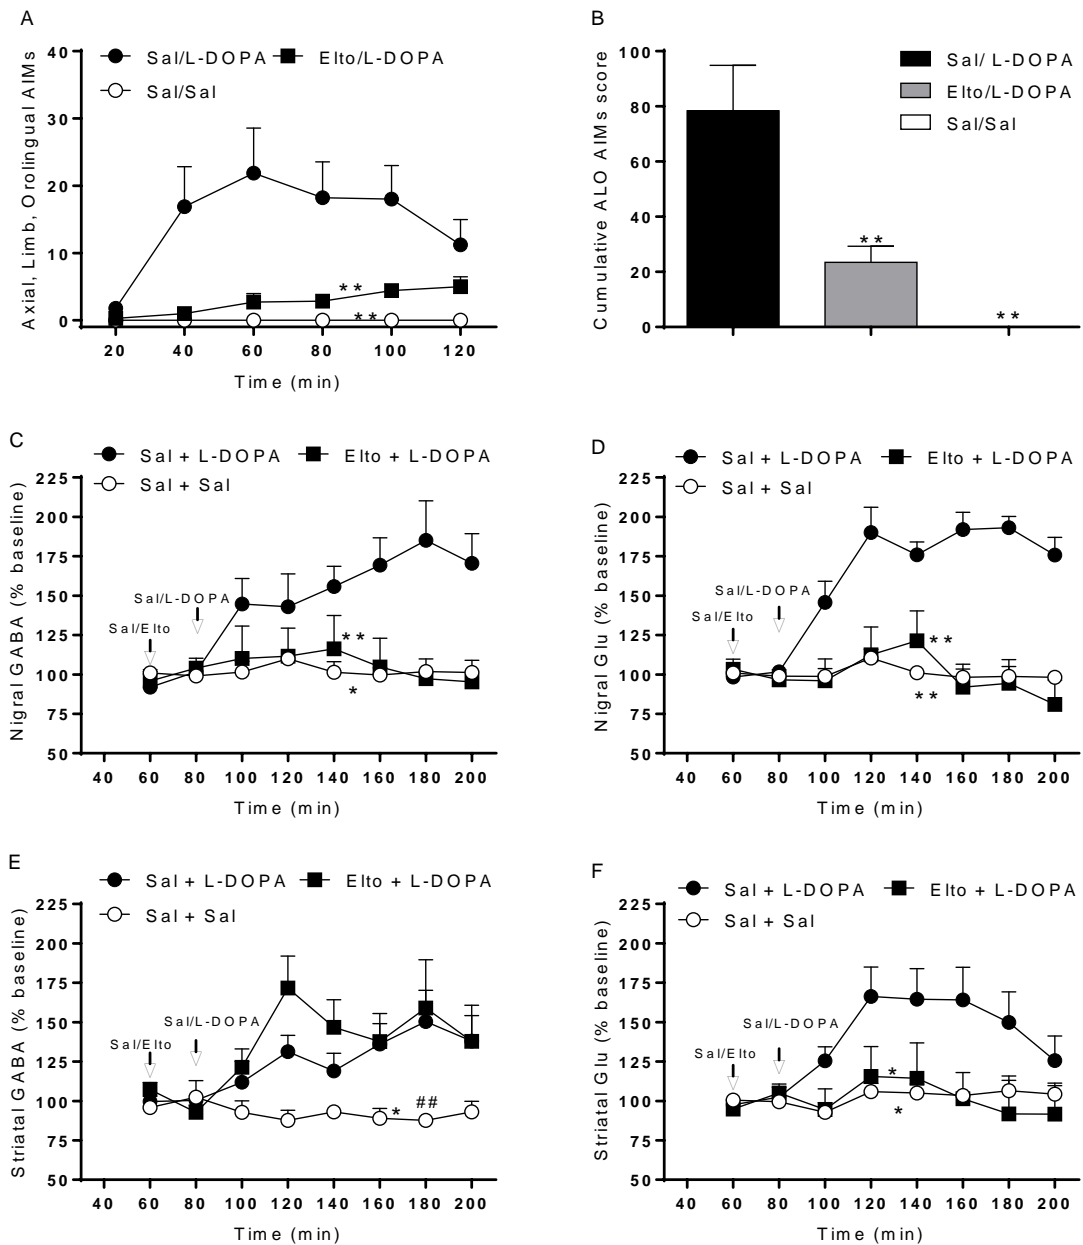 A
Axial, Limb, Orolingual AIMs
Sal/L-DOPA Elto/L-DOPA
Sal/Sal
40
30
20
10
0
* *
* *
20 40 60 80 100 120
Time (min)
B
Cumulative ALO AIMs score
100
80
60
40
20
0
Sal/ L-DOPA
Elto/L-DOPA
Sal/Sal
* *
* *
C
Nigral GABA (% baseline)
Sal + L-DOPA Elto + L-DOPA
Sal + Sal
225
200
175
150
125
100
75
50
Sal/L-DOPA
Sal/Elto
* *
*
40 60 80 100 120 140 160 180 200
Time (min)
D
Nigral Glu (% baseline)
Sal + L-DOPA Elto + L-DOPA
Sal + Sal
225
200
175
150
125
100
75
50
Sal/L-DOPA
Sal/Elto
* *
* *
40 60 80 100 120 140 160 180 200
Time (min)
E
Striatal GABA (% baseline)
Sal + L-DOPA Elto + L-DOPA
Sal + Sal
225
200
175
150
125
100
75
50
Sal/L-DOPA
Sal/Elto
* ##
40 60 80 100 120 140 160 180 200
Time (min)
F
Striatal Glu (% baseline)
Sal + L-DOPA Elto + L-DOPA
Sal + Sal
225
200
175
150
125
100
75
50
Sal/L-DOPA
Sal/Elto
*
*
40 60 80 100 120 140 160 180 200
Time (min)